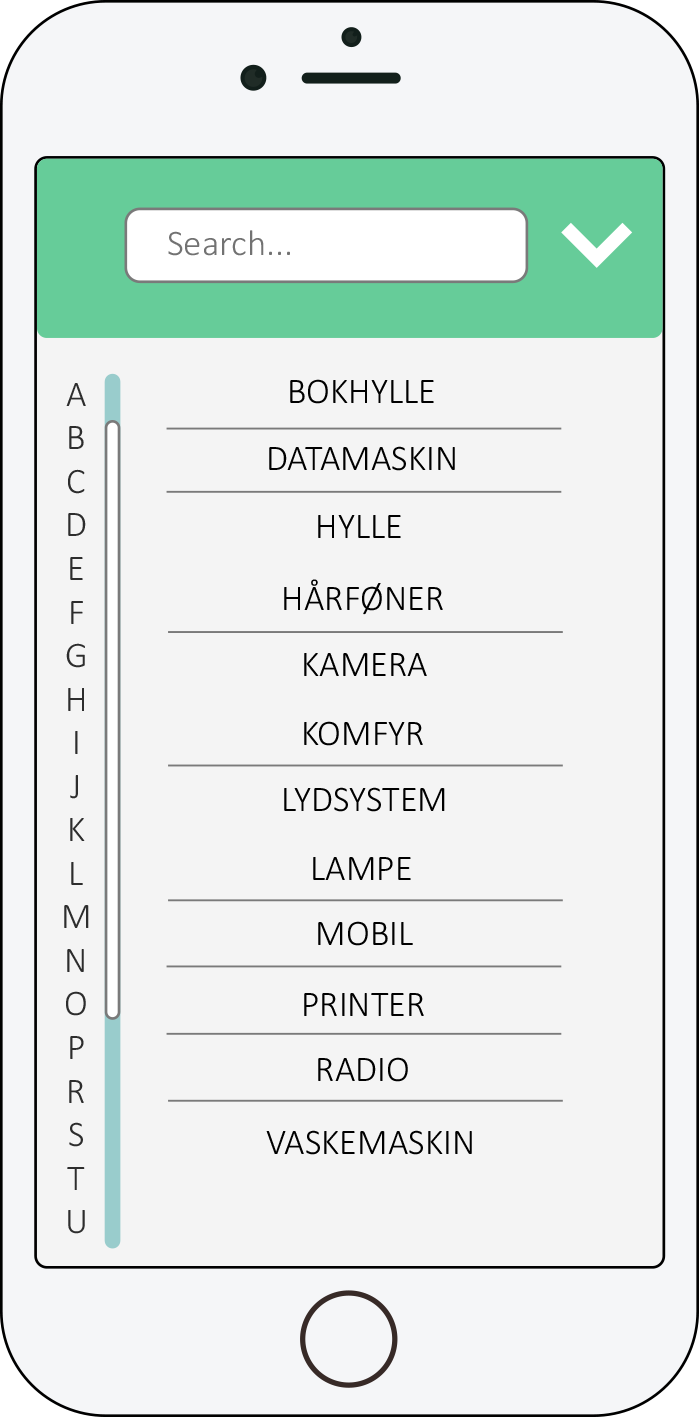 Search...
A
B
C
D
E
F
G
H
I
J
K
L
M
N
O
P
R
S
T
U
BOKHYLLE
DATAMASKIN
HYLLE
HÅRFØNER
KAMERA
KOMFYR
LYDSYSTEM
LAMPE
MOBIL
PRINTER
RADIO
VASKEMASKIN